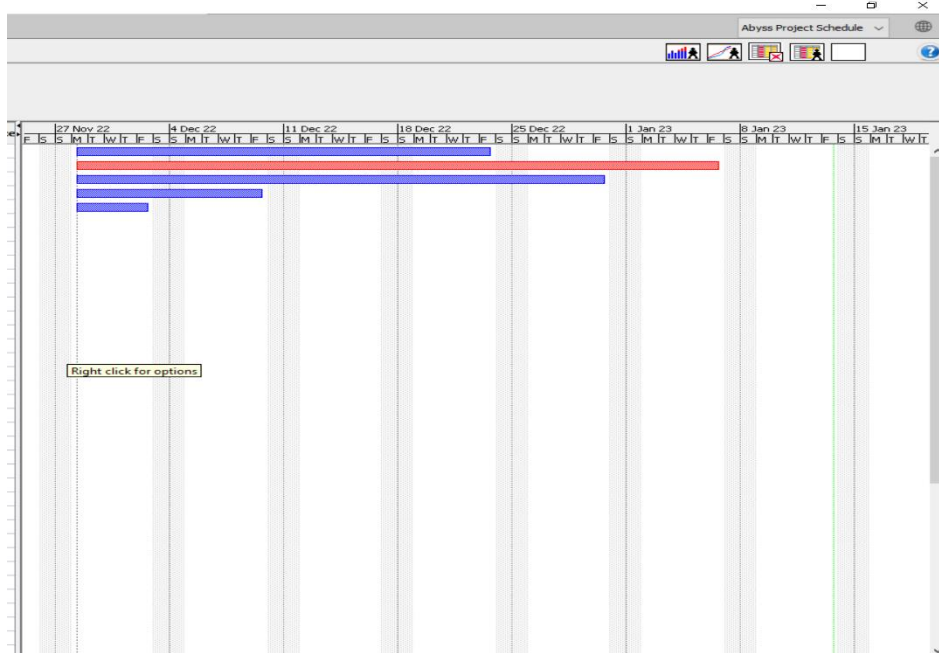 Abyss Project Schedule
?
27 Nov 22 4 Dec 22 11 Dec 22 18 Dec 22 25 Dec 22 1 Jan 23 8 Jan 23 15 Jan 23
F S S M T W T F S S M T W T F S S M T W T F S S M T W T F S S M T W T F S S M T W T F S S M T W T F S S M T W T
Right click for options